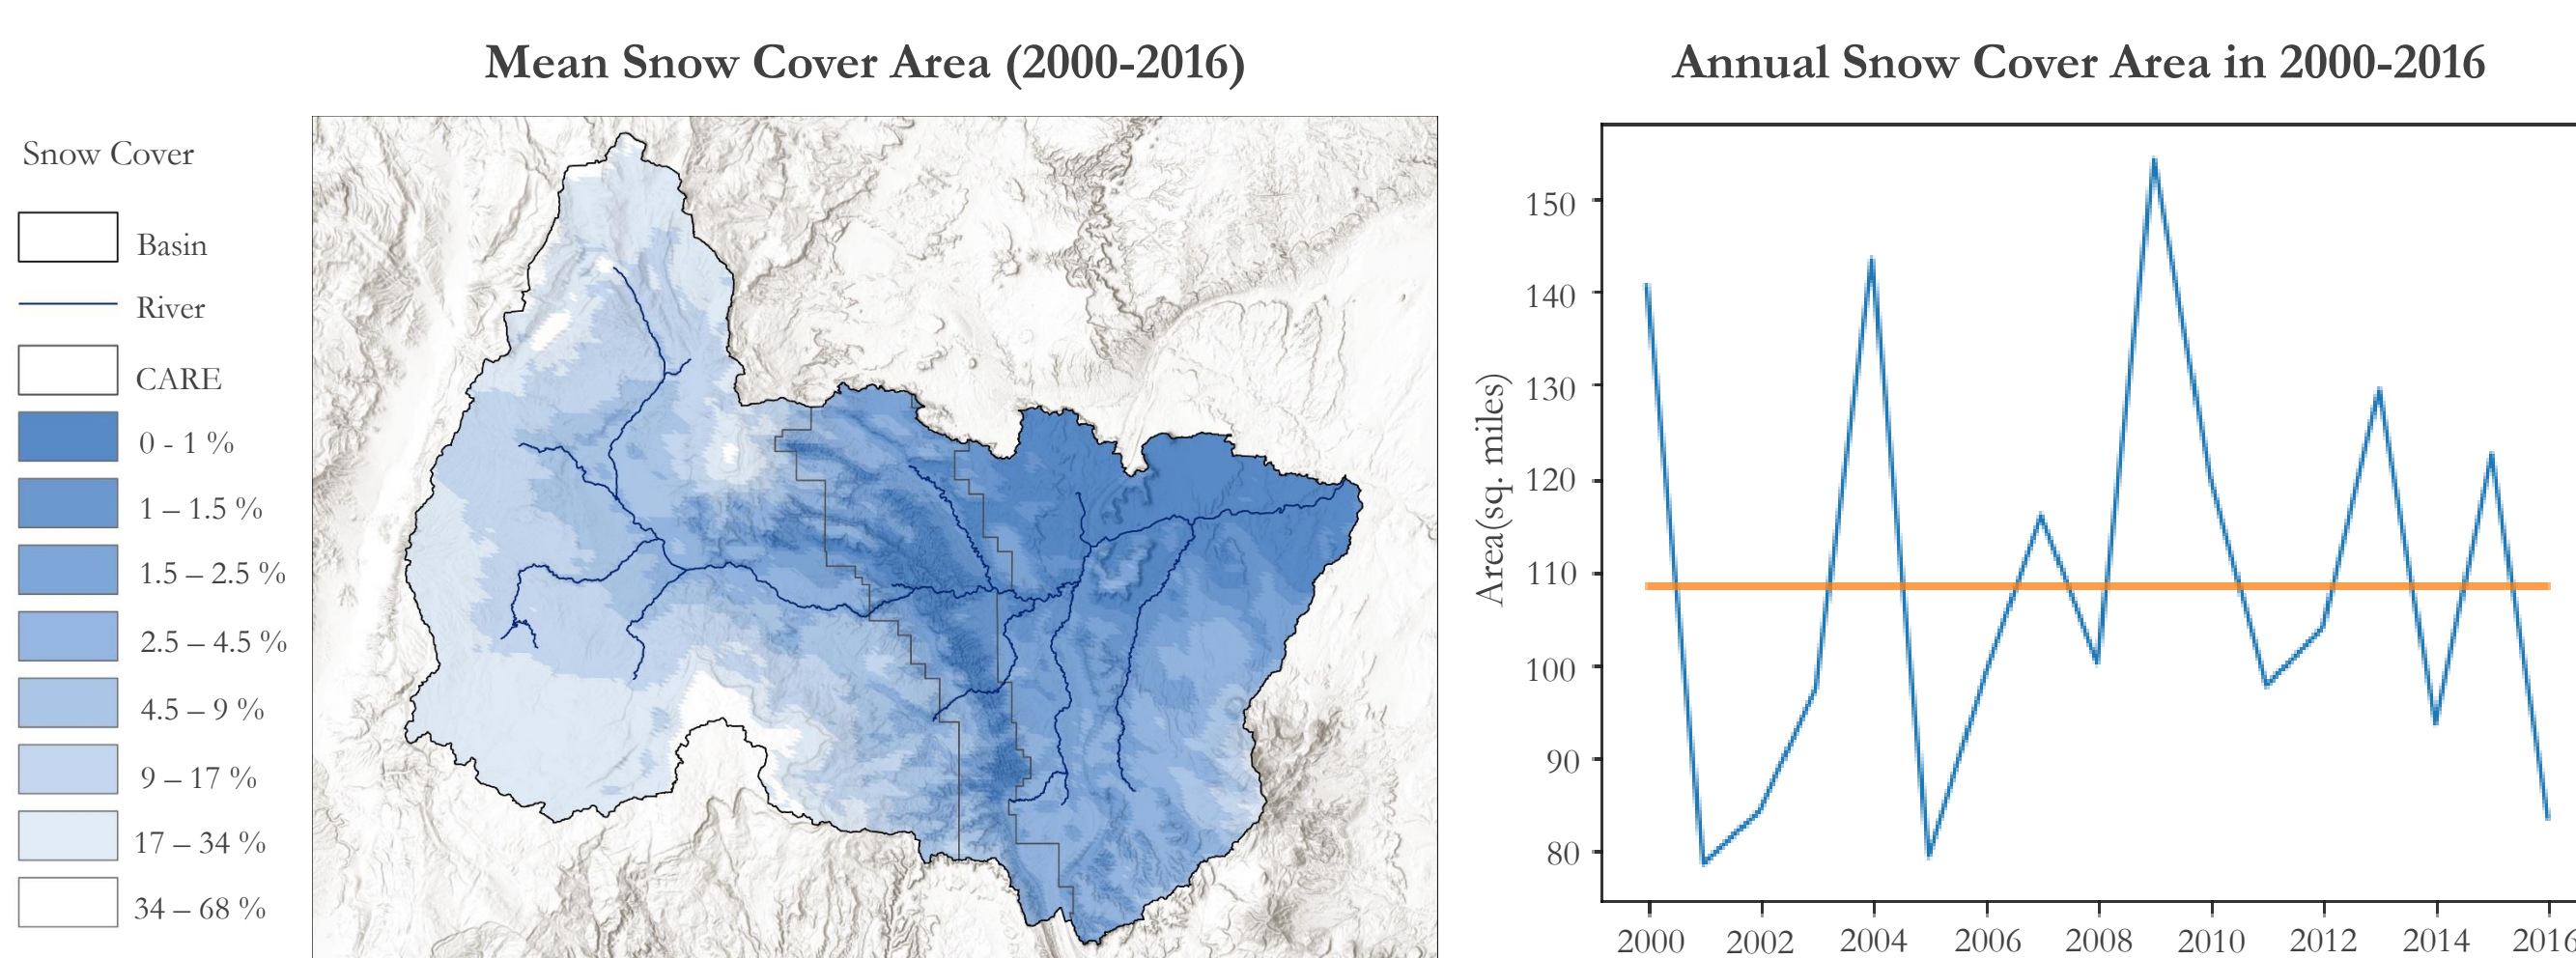 Mean Snow Cover Area (2000-2016)
Snow Cover
Basin
River
CARE
0 - 1 %
1 – 1.5 %
1.5 – 2.5 %
2.5 – 4.5 %
4.5 – 9 %
9 – 17 %
17 – 34 %
34 – 68 %
Annual Snow Cover Area in 2000-2016
Area(sq. miles)
150
140
130
120
110
100
90
80
2000 2002 2004 2006 2008 2010 2012 2014 2016